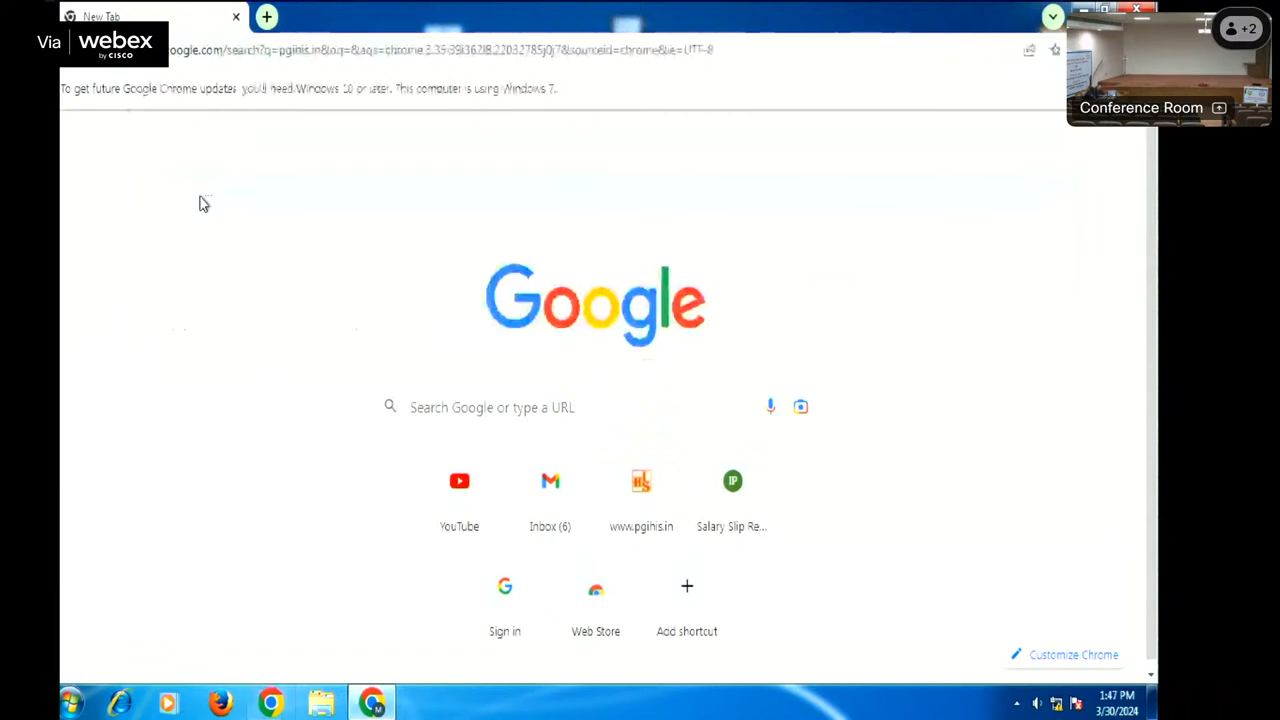 New Tab
Via webex
by CISCO
oogle.com/search?q=pgihis.in&oq=&aqs=chrome
To get future Google Chrome updates, you'll need Windows 10 or later. This computer is using Windows 7.
+2
Conference Room
Google
Search Google or type a URL
YouTube
Inbox (6)
www.pgihis.in
IP
Salary Slip Re...
Sign in
Web Store
Add shortcut
Customize Chrome
M
1:47 PM
3/30/2024